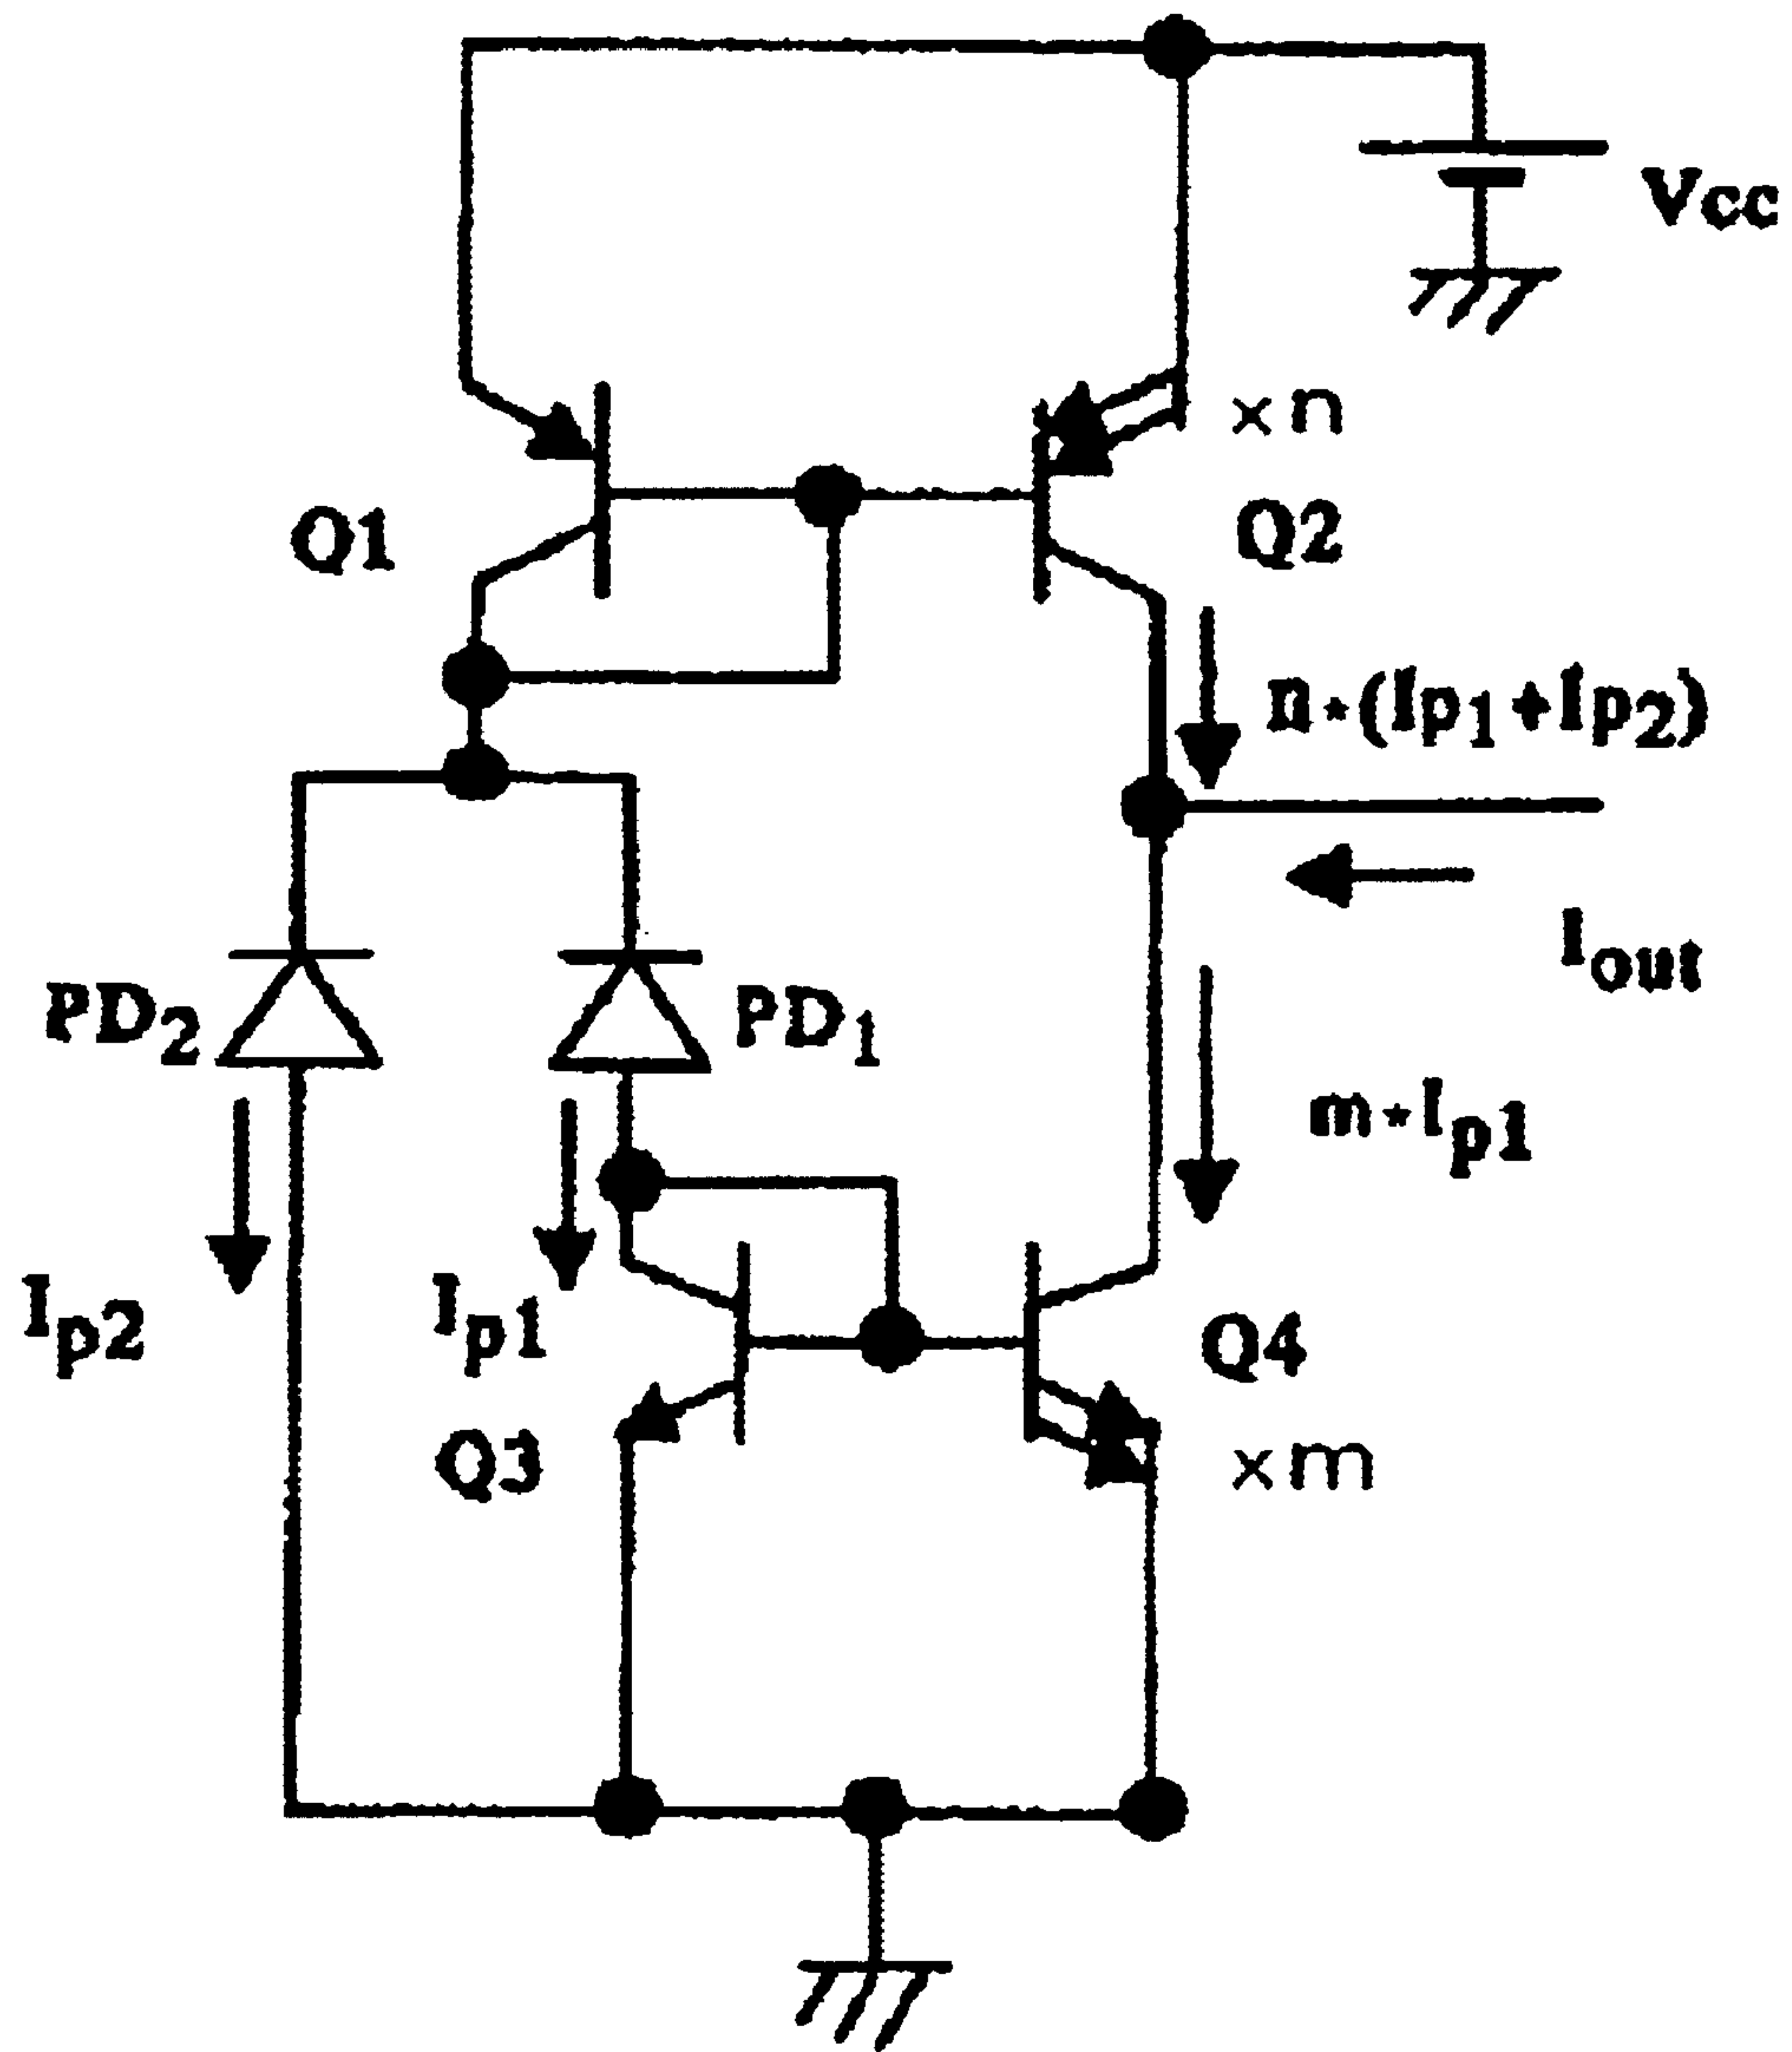 Vcc
×n
Q1
Q2
n*(Ip1+Ip2)
Iout
PD2
PD1
m*Ip1
Ip2
Ip1
Q4
Q3
×m